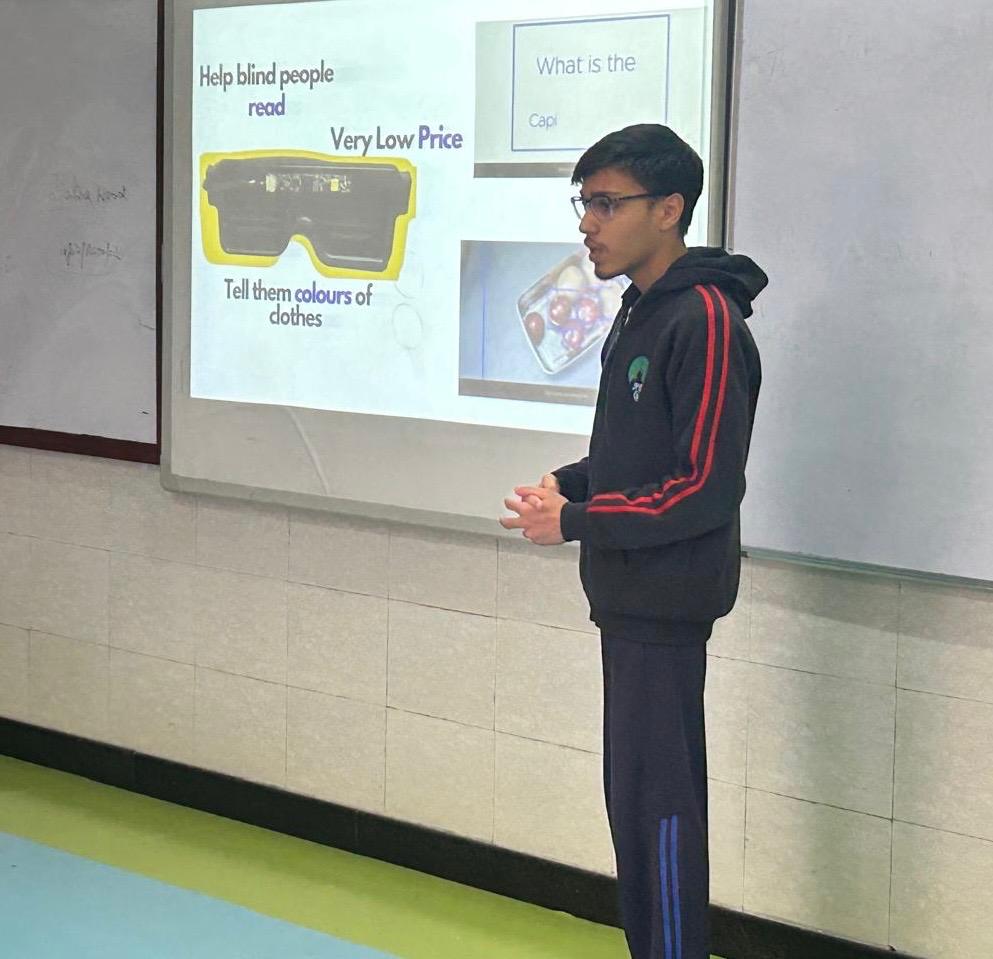 Help blind people
read
Very Low Price
Tell them colours of
clothes
What is the
Capi